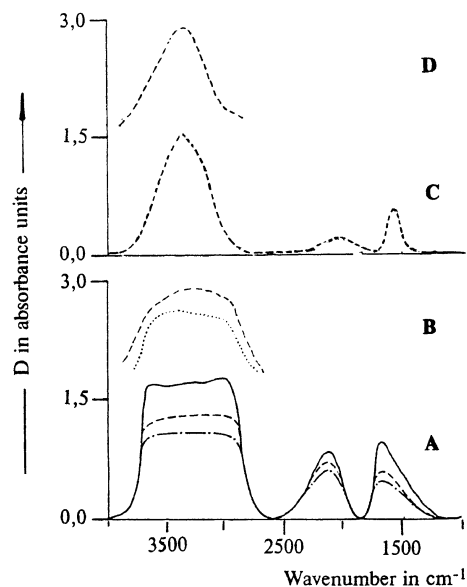 3,0
D
1,5
C
0,0
3,0
B
1,5
A
0,0
3500
2500
1500
Wavenumber in cm-1
D in absorbance units